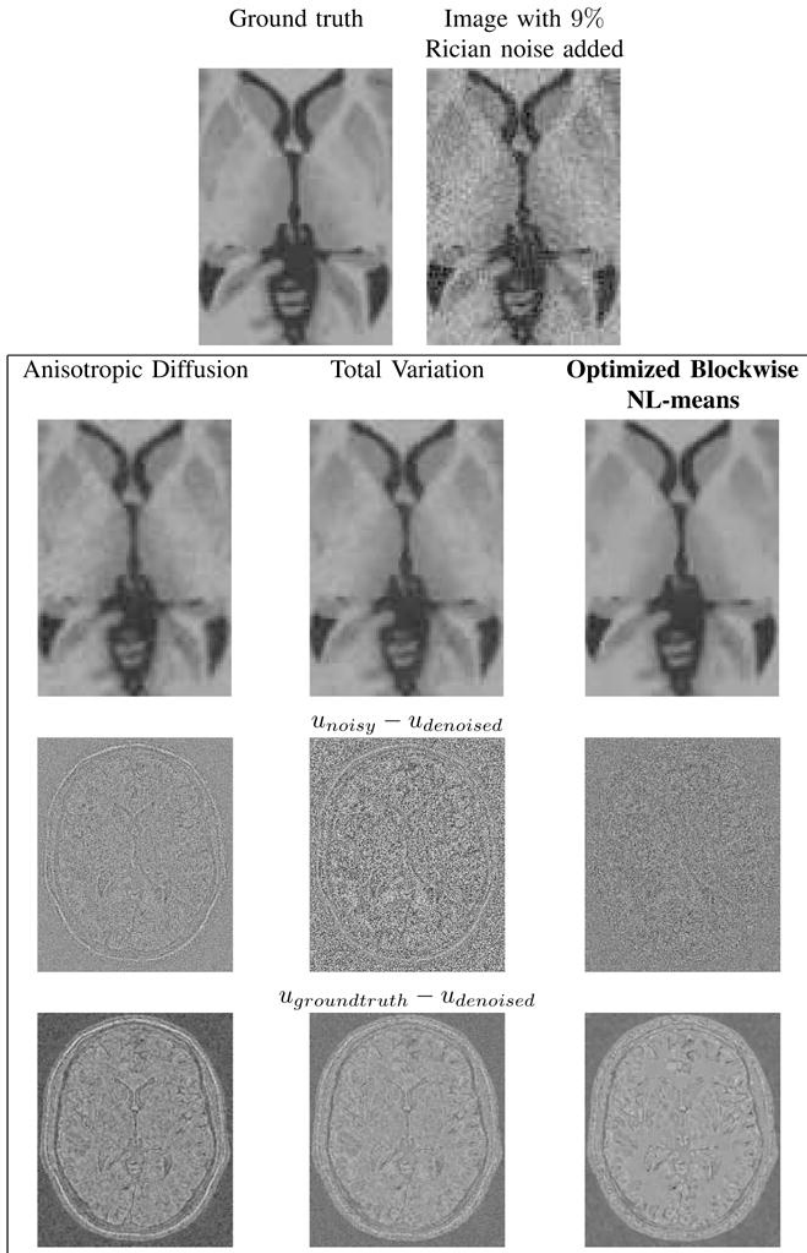 Ground truth
Image with 9%
Rician noise added
Anisotropic Diffusion
Total Variation
Optimized Blockwise
NL-means
u_{noisy} − u_{denoised}
u_{groundtruth} − u_{denoised}